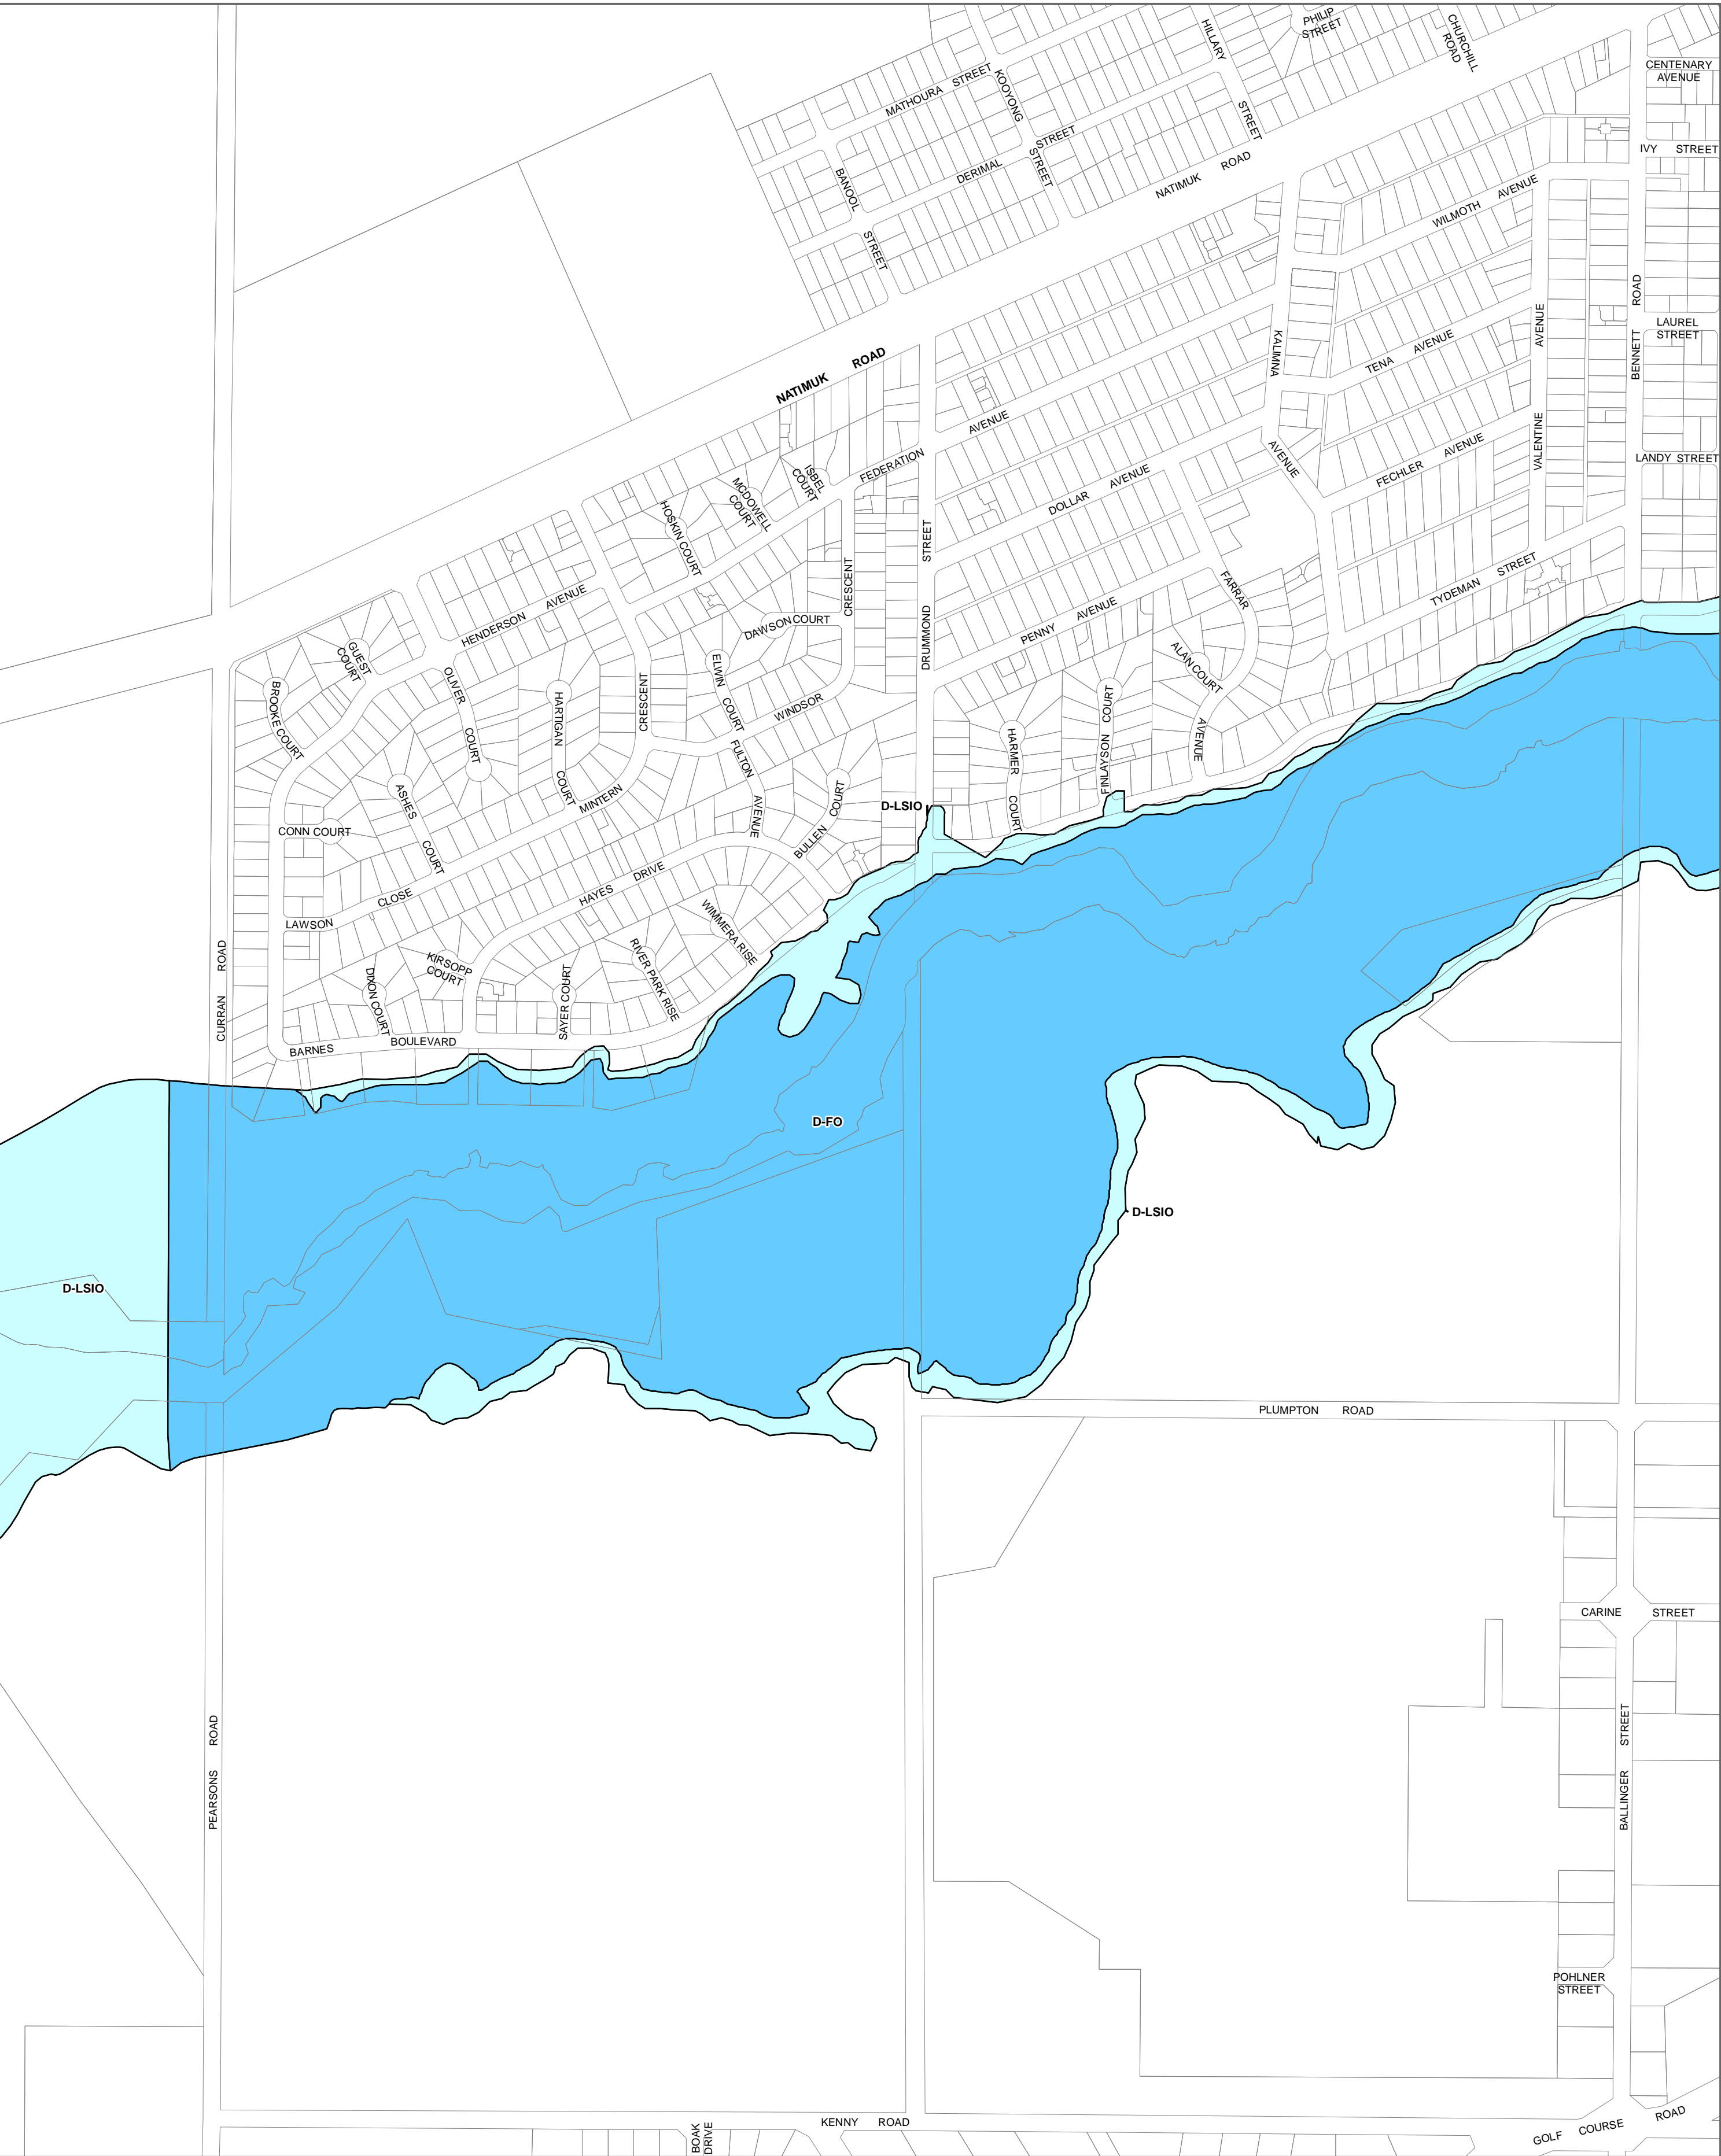 HILLARY
STREET
PHILIP
STREET
CHURCHILL
ROAD
CENTENARY
AVENUE
MATHOURA STREET
KOOYONG
STREET
DERIMAL STREET
BANOOL
STREET
NATIMUK ROAD
IVY STREET
WILMOTH AVENUE
KALIMNA
AVENUE
TENA AVENUE
VALENTINE AVENUE
BENNETT ROAD
LAUREL
STREET
NATIMUK ROAD
FEDERATION
AVENUE
ISBEL
COURT
MCDOWELL
COURT
HOSKIN COURT
DOLLAR AVENUE
FECHLER AVENUE
LANDY STREET
DRUMMOND STREET
CRESCENT
HENDERSON AVENUE
DAWSON COURT
PENNY AVENUE
FARRAR
AVENUE
TYDEMAN STREET
GUEST
COURT
BROOKE COURT
OLIVER
COURT
HARTIGAN
COURT
CRESCENT
ELWIN COURT
WINDSOR
ALAN COURT
FINLAYSON COURT
HARMER
COURT
FULTON
AVENUE
ASHES
COURT
MINTERN
BULLEN COURT
D-LSIO
CONN COURT
LAWSON CLOSE
HAYES DRIVE
WIMMERA RISE
RIVER PARK RISE
KIRSOPP
COURT
DIXON COURT
SAYER COURT
CURRAN ROAD
BARNES BOULEVARD
D-FO
D-LSIO
D-LSIO
PLUMPTON ROAD
CARINE STREET
PEARSONS ROAD
BALLINGER STREET
POHLNER
STREET
KENNY ROAD
BOAK
DRIVE
GOLF COURSE ROAD